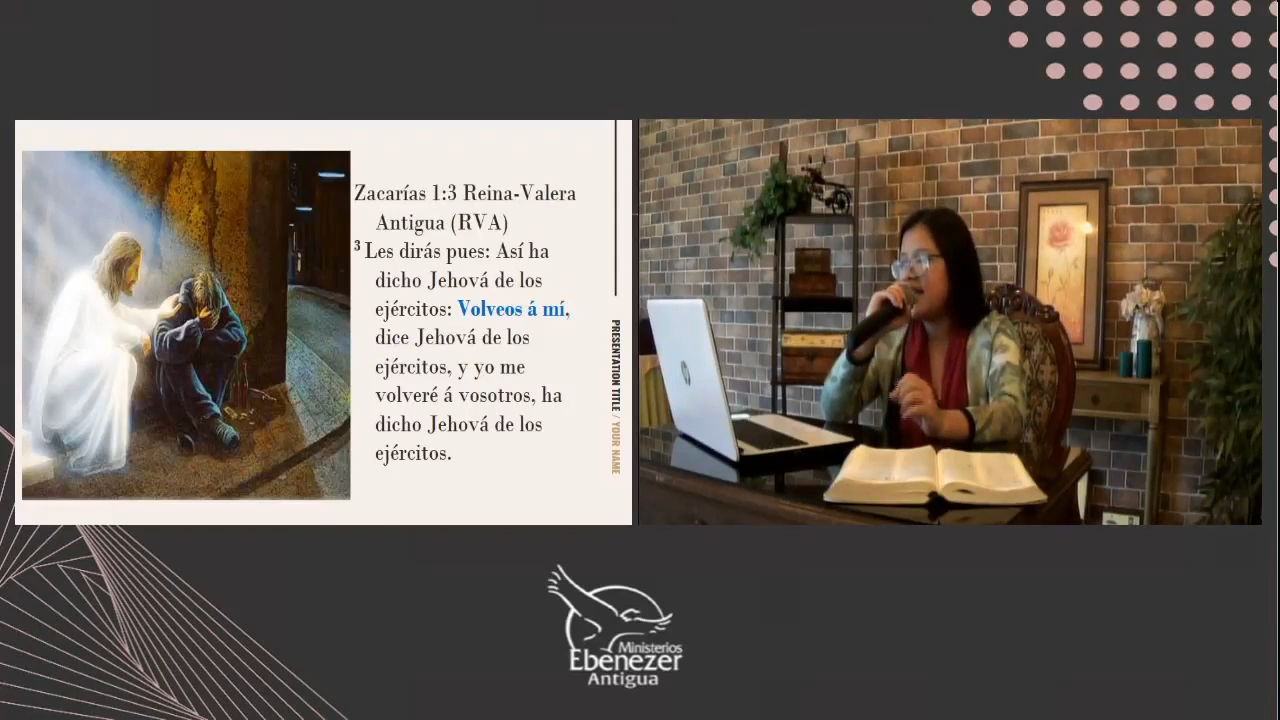 Zacarías 1:3 Reina-Valera
Antigua (RVA)
3 Les dirás pues: Así ha
dicho Jehová de los
ejércitos: Volveos á mí,
dice Jehová de los
ejércitos, y yo me
volveré á vosotros, ha
dicho Jehová de los
ejércitos.
PRESENTATION TITLE / YOUR NAME
Ministerios
Ebenezer
Antigua